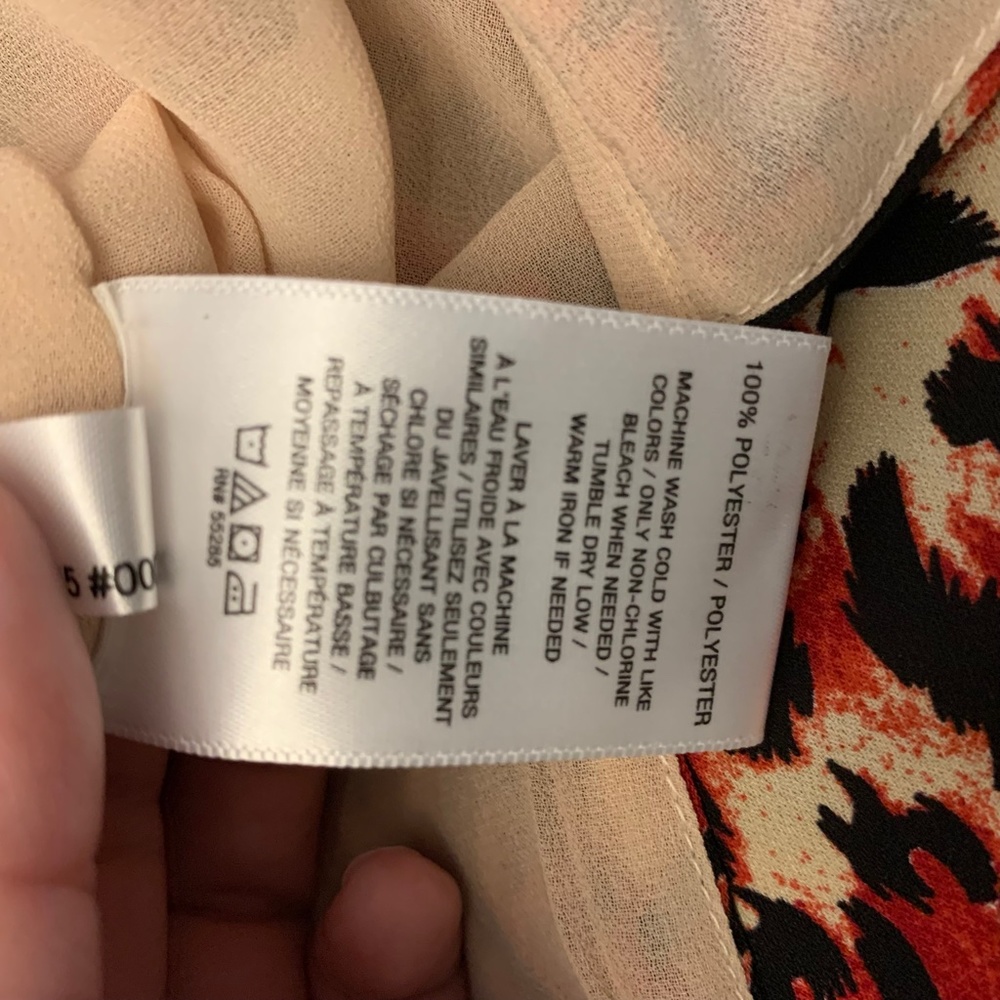 100% POLYESTER / POLYESTER
MACHINE WASH COLD WITH LIKE
COLORS / ONLY NON-CHLORINE
BLEACH WHEN NEEDED /
TUMBLE DRY LOW /
WARM IRON IF NEEDED
LAVER À LA MACHINE
À L'EAU FROIDE AVEC COULEURS
SIMILAIRES / UTILISEZ SEULEMENT
DU JAVELLISANT SANS
CHLORE SI NÉCESSAIRE /
SÉCHAGE PAR CULBUTAGE
À TEMPÉRATURE BASSE /
REPASSAGE À TEMPÉRATURE
MOYENNE SI NÉCESSAIRE
RN# 55285
5 #00